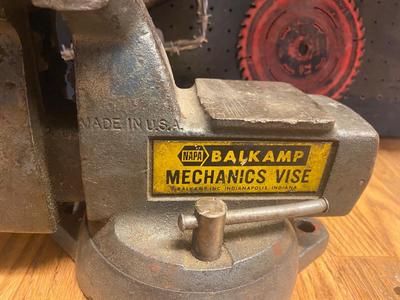 MADE IN U.S.A.
NAPA BALKAMP
MECHANICS VISE
BALKAMP, INC. INDIANAPOLIS, INDIANA